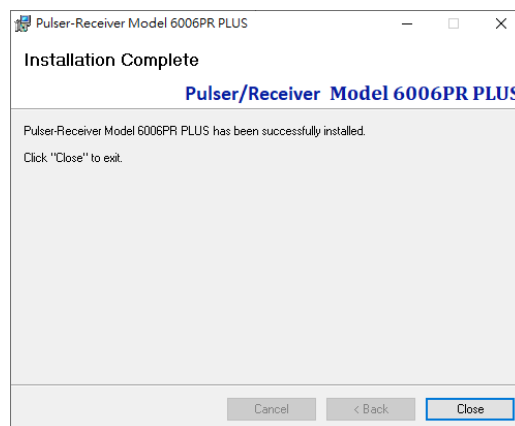 Pulser-Receiver Model 6006PR PLUS
Installation Complete
Pulser/Receiver Model 6006PR PLUS
Pulser-Receiver Model 6006PR PLUS has been successfully installed.
Click "Close" to exit.
Cancel < Back Close